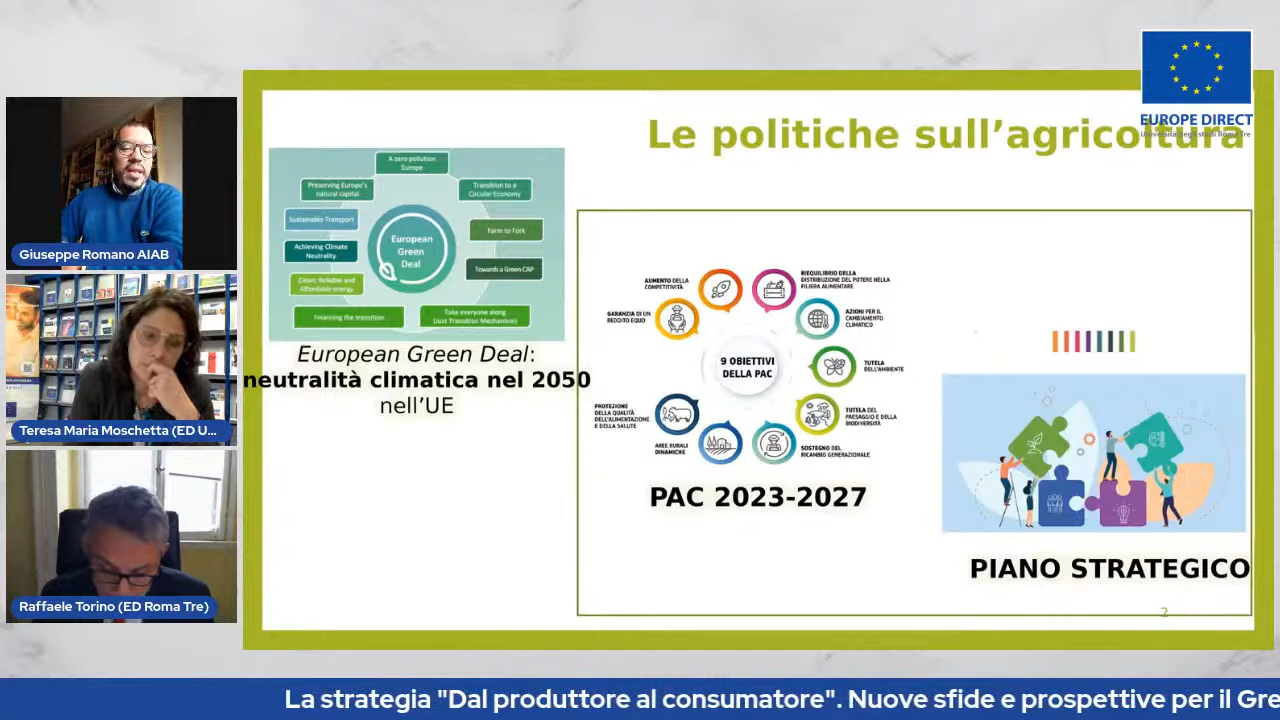 EUROPE DIRECT
Università degli studi Roma Tre
Le politiche sull’agricoltura
A zero pollution
Europe
Preserving Europe's
natural capital
Transition to a
Circular Economy
Sustainable Transport
Farm to Fork
Achieving Climate
Neutrality
European
Green
Deal
Towards a Green CAP
Clean, Reliable and
Affordable energy
Financing the transition
Take everyone along
(Just Transition Mechanism)
European Green Deal:
neutralità climatica nel 2050
nell’UE
AUMENTO DELLA
COMPETITIVITÀ
RIEQUILIBRIO DELLA
DISTRIBUZIONE DEL POTERE NELLA
FILIERA ALIMENTARE
GARANZIA DI UN
REDDITO EQUO
AZIONI PER IL
CAMBIAMENTO
CLIMATICO
9 OBIETTIVI
DELLA PAC
TUTELA
DELL'AMBIENTE
PROTEZIONE
DELLA QUALITÀ
DELL'ALIMENTAZIONE
E DELLA SALUTE
TUTELA DEL
PAESAGGIO E DELLA
BIODIVERSITÀ
AREE RURALI
DINAMICHE
SOSTEGNO DEL
RICAMBIO GENERAZIONALE
PAC 2023-2027
PIANO STRATEGICO
2
Giuseppe Romano AIAB
Teresa Maria Moschetta (ED U...
Raffaele Torino (ED Roma Tre)
La strategia "Dal produttore al consumatore". Nuove sfide e prospettive per il Gre